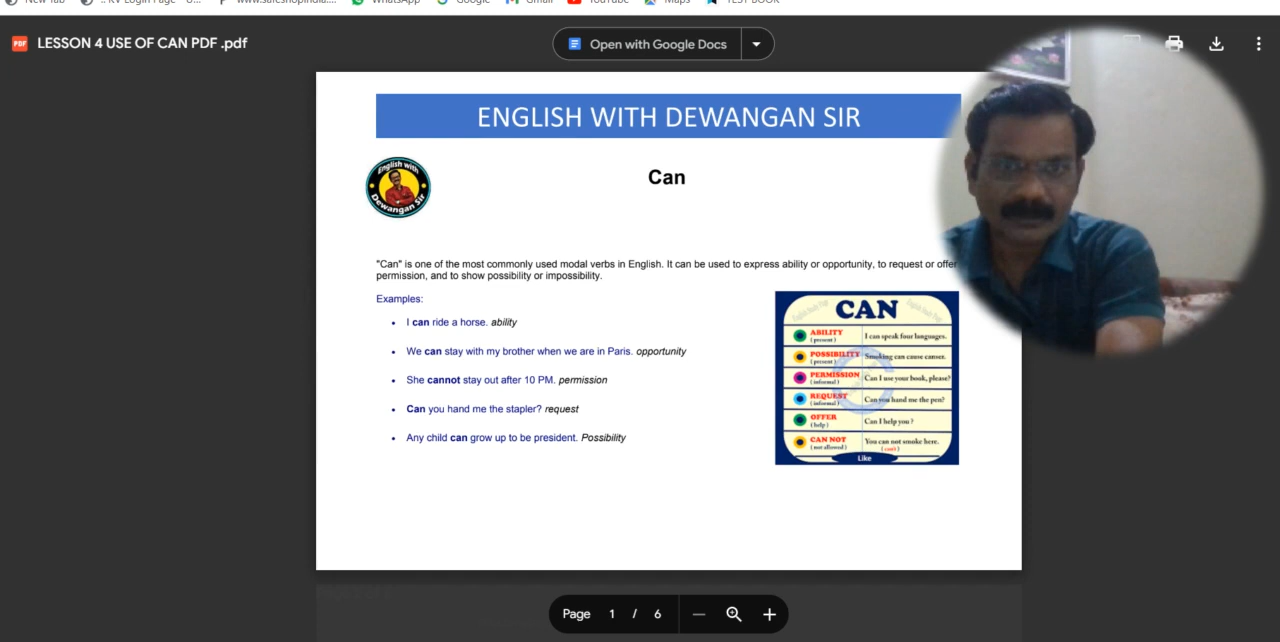 New Tab
WhatsApp
Google
Gmail
YouTube
Maps
TEST BOOK
PDF
LESSON 4 USE OF CAN PDF .pdf
Open with Google Docs
ENGLISH WITH DEWANGAN SIR
English with
Dewangan Sir
Can
"Can" is one of the most commonly used modal verbs in English. It can be used to express ability or opportunity, to request or offer
permission, and to show possibility or impossibility.
Examples:
• I can ride a horse. ability
• We can stay with my brother when we are in Paris. opportunity
• She cannot stay out after 10 PM. permission
• Can you hand me the stapler? request
• Any child can grow up to be president. Possibility
CAN
ABILITY
( present )
I can speak four languages.
POSSIBILITY
( present )
Smoking can cause cancer.
PERMISSION
( informal )
Can I use your book, please?
REQUEST
( informal )
Can you hand me the pen?
OFFER
( help )
Can I help you ?
CAN NOT
( not allowed )
You can not smoke here.
( can't )
Like
Page 1 / 6